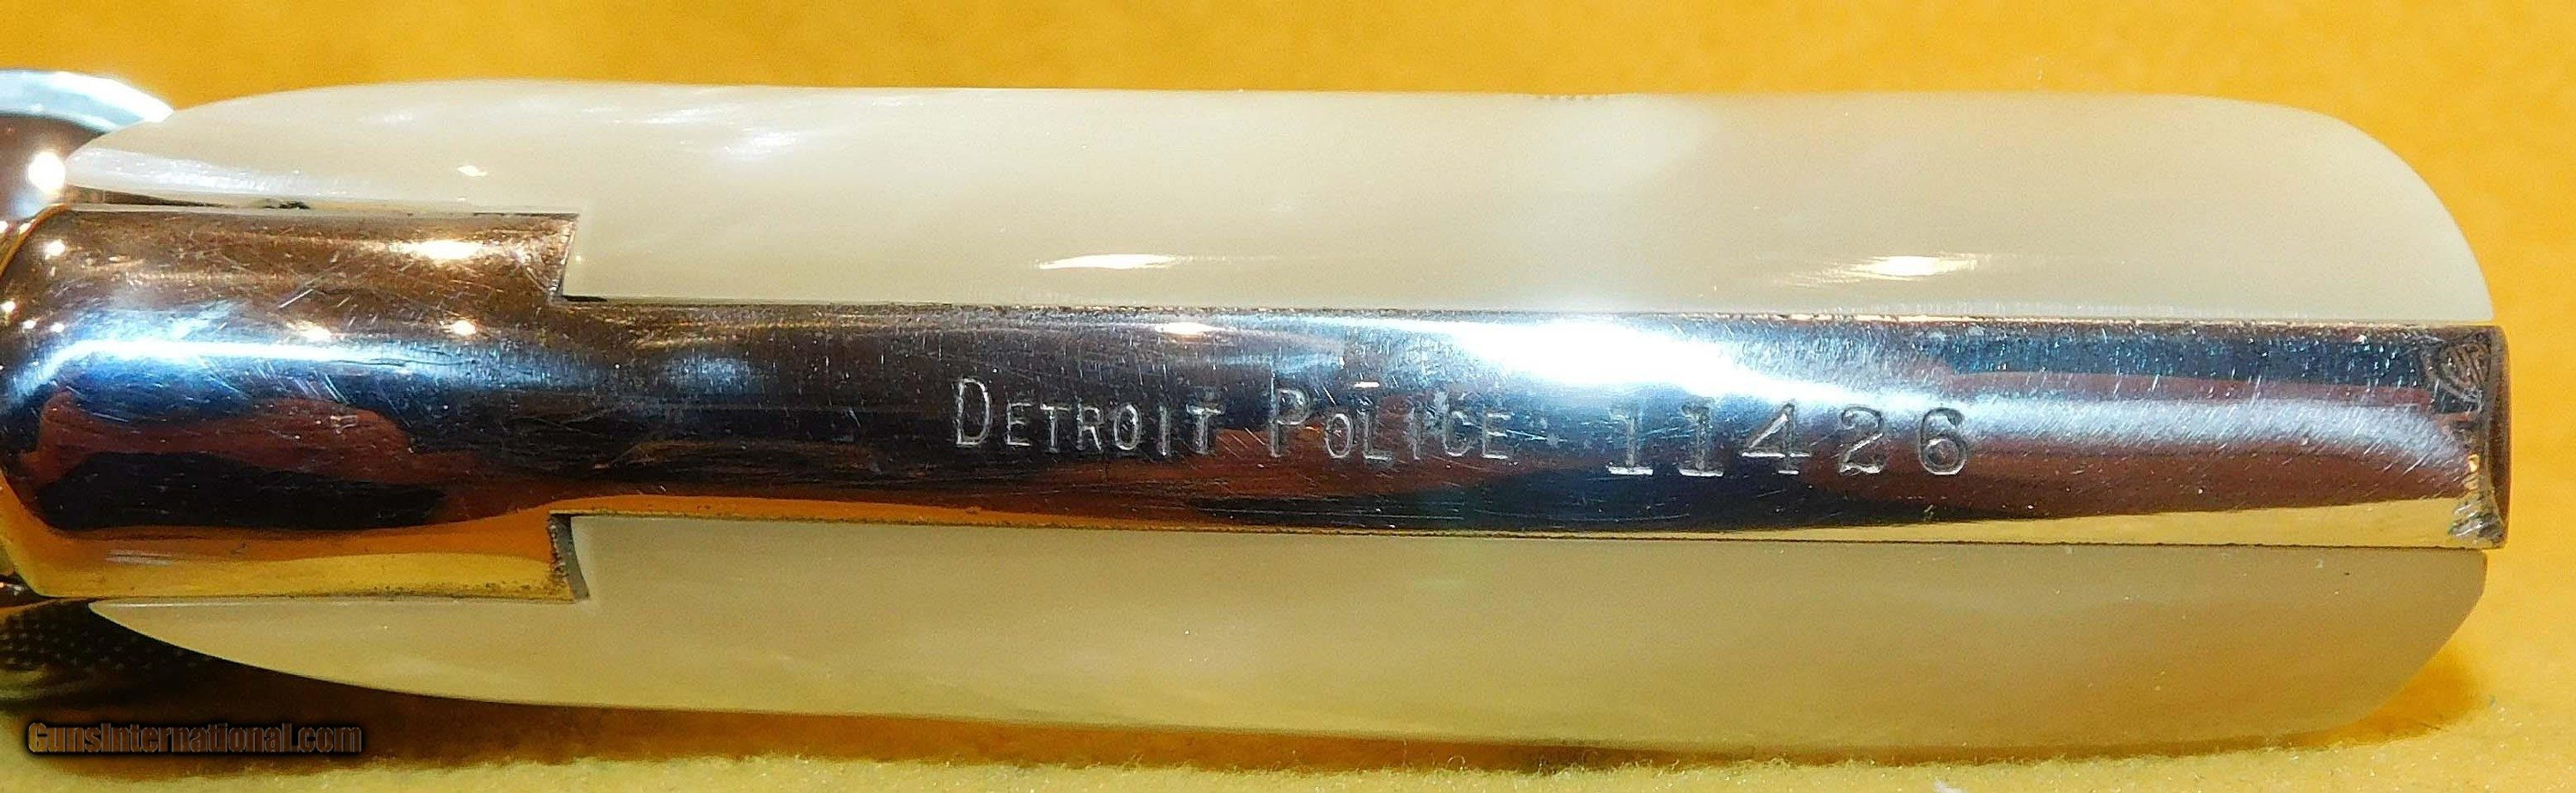 DETROIT POLICE 11426
GunsInternational.com